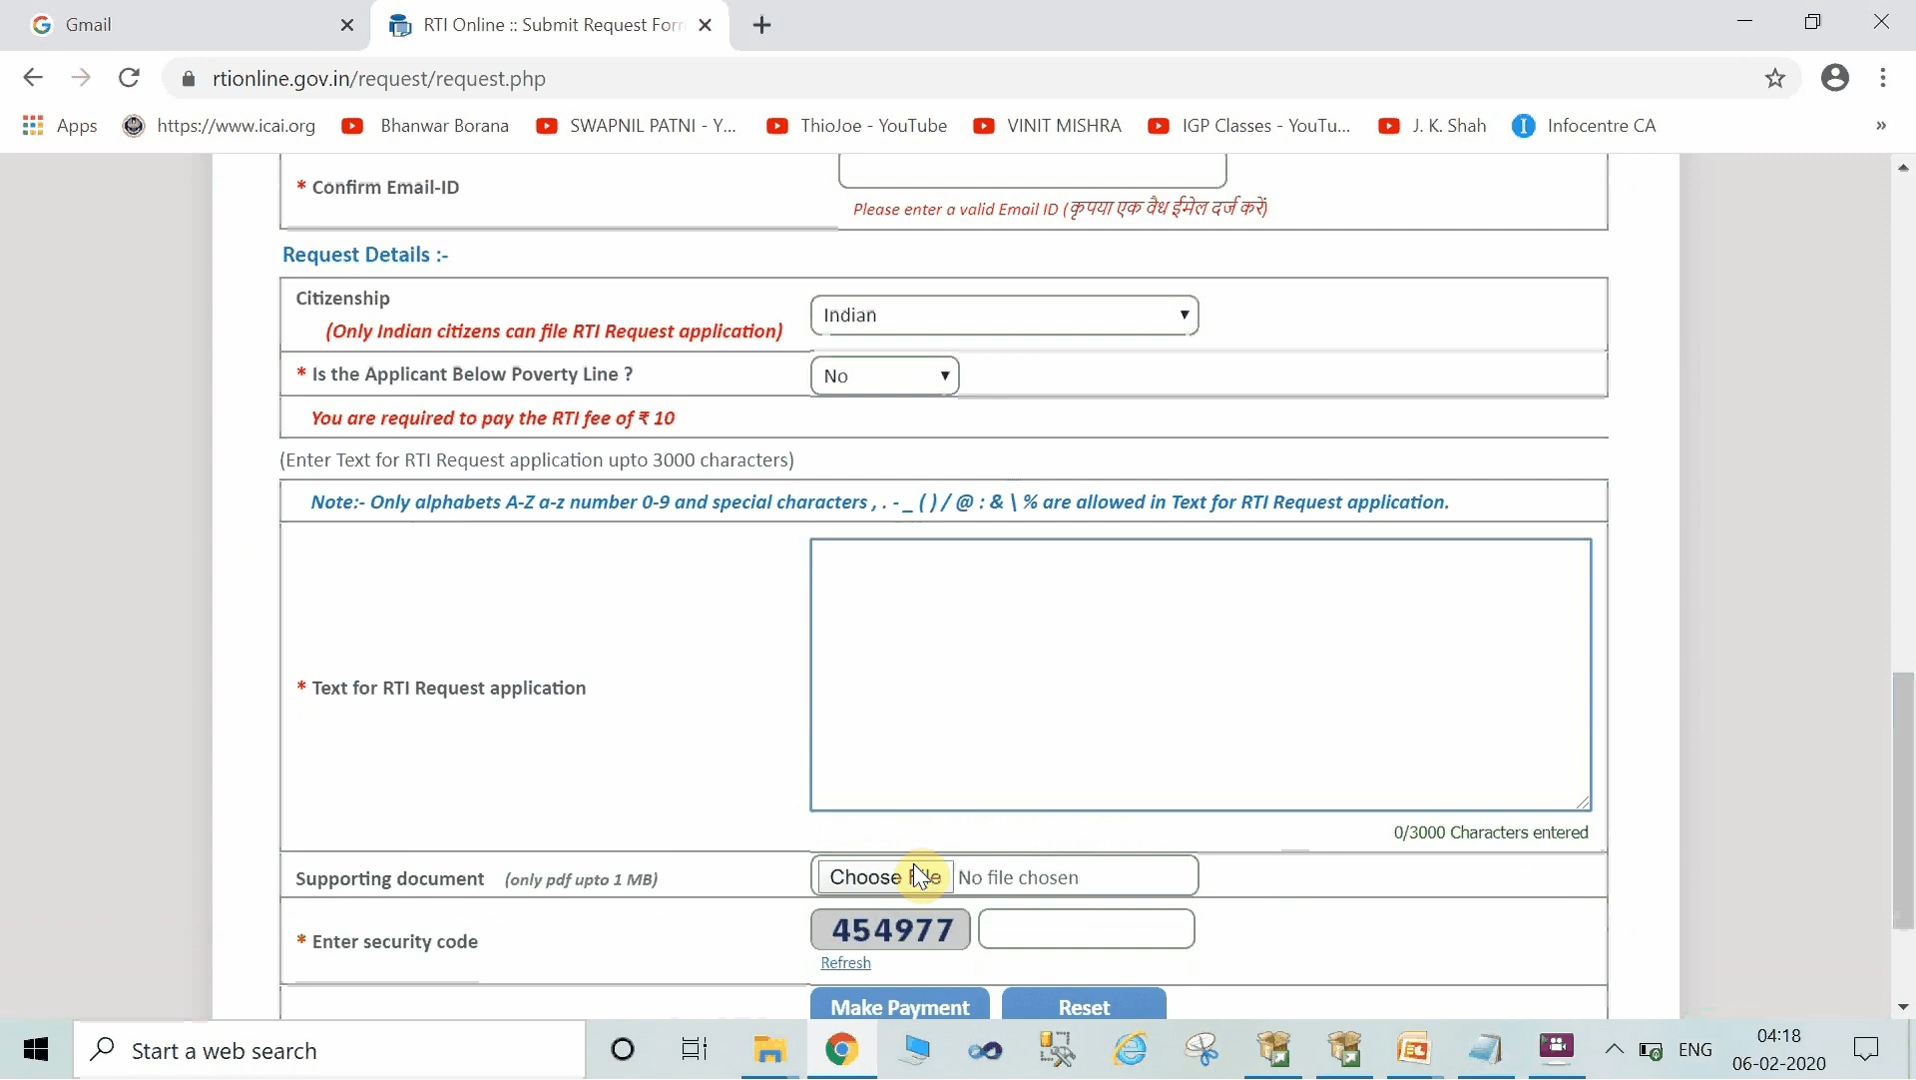 Gmail
RTI Online :: Submit Request For
rtionline.gov.in/request/request.php
Apps
https://www.icai.org
Bhanwar Borana
SWAPNIL PATNI - Y...
ThioJoe - YouTube
VINIT MISHRA
IGP Classes - YouTu...
J. K. Shah
Infocentre CA
»
* Confirm Email-ID
Please enter a valid Email ID (कृपया एक वैध ईमेल दर्ज करें)
Request Details :-
Citizenship
Indian
(Only Indian citizens can file RTI Request application)
* Is the Applicant Below Poverty Line ?
No
You are required to pay the RTI fee of ₹ 10
(Enter Text for RTI Request application upto 3000 characters)
Note:- Only alphabets A-Z a-z number 0-9 and special characters , . - _ ( ) / @ : & \ % are allowed in Text for RTI Request application.
* Text for RTI Request application
0/3000 Characters entered
Supporting document (only pdf upto 1 MB)
Choose File No file chosen
* Enter security code
454977
Refresh
Make Payment
Reset
Start a web search
ENG
04:18
06-02-2020